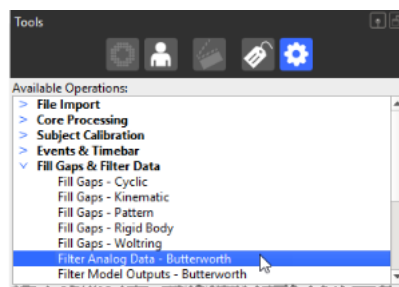 Tools
Available Operations:
> File Import
> Core Processing
> Subject Calibration
> Events & Timebar
Fill Gaps & Filter Data
Fill Gaps - Cyclic
Fill Gaps - Kinematic
Fill Gaps - Pattern
Fill Gaps - Rigid Body
Fill Gaps - Woltring
Filter Analog Data - Butterworth
Filter Model Outputs - Butterworth